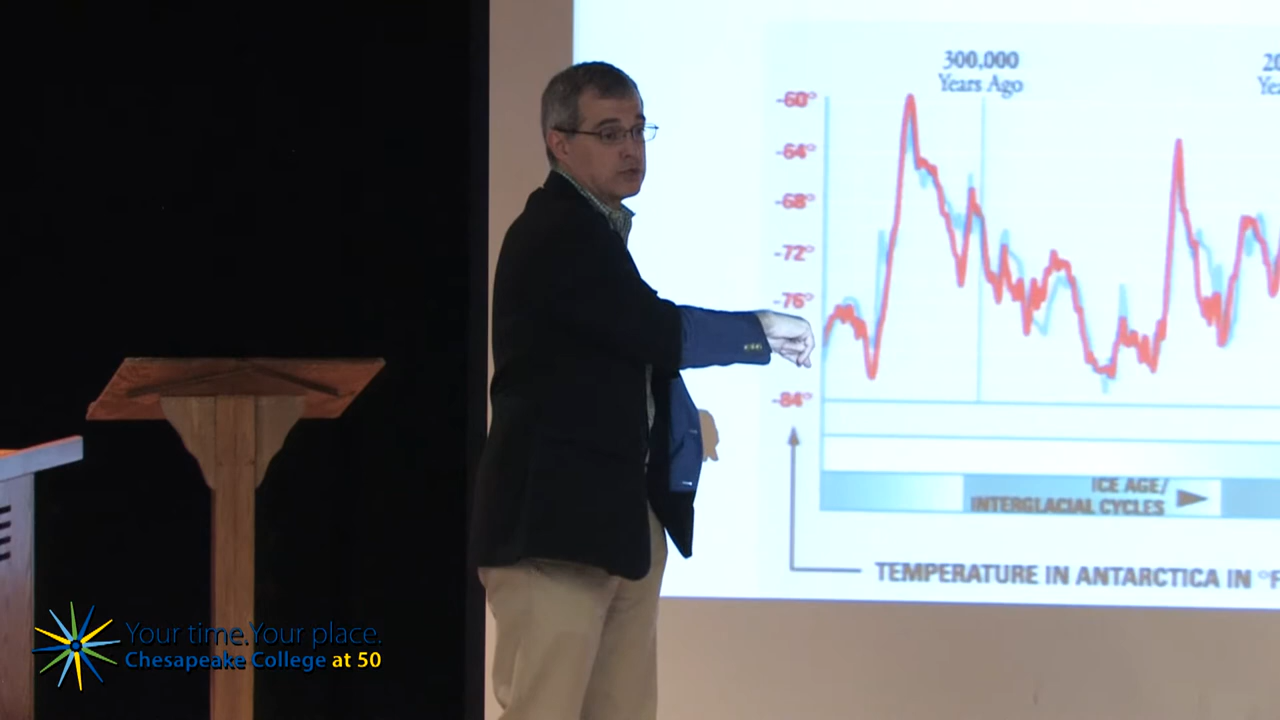 300,000
Years Ago
-60°
-64°
-68°
-72°
-76°
-84°
ICE AGE/
INTERGLACIAL CYCLES
TEMPERATURE IN ANTARCTICA IN °F
Your time. Your place.
Chesapeake College at 50